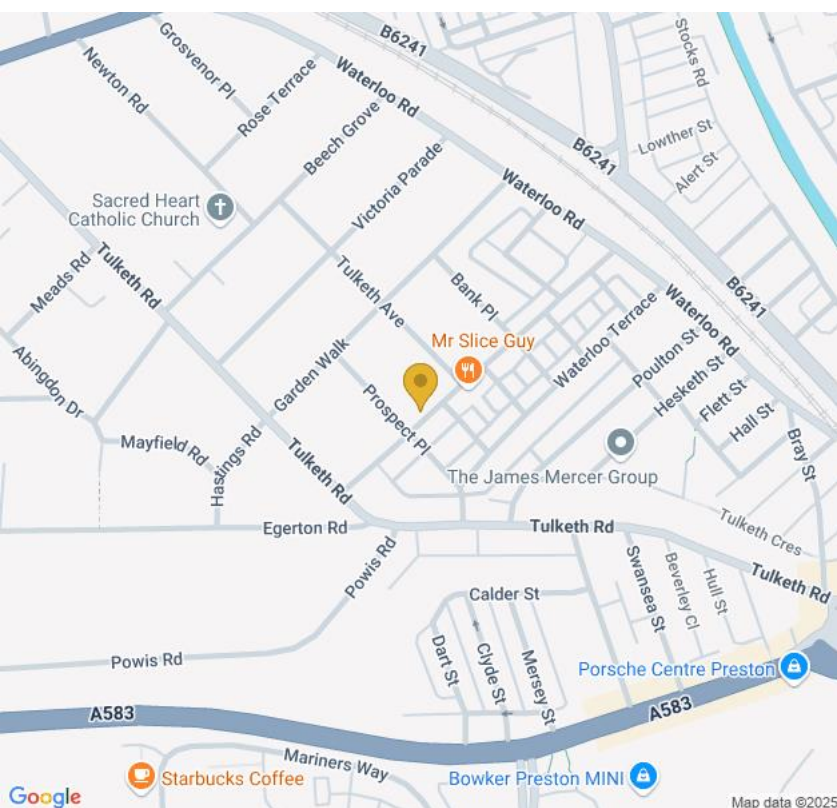 B6241
Grosvenor Pl
Stocks Rd
Newton Rd
Rose Terrace
Waterloo Rd
Beech Grove
Lowther St
B6241
Alert St
Victoria Parade
Sacred Heart
Catholic Church
Waterloo Rd
Tulketh Rd
Meads Rd
Tulketh Ave
Bank Pl
B6241
Waterloo Rd
Mr Slice Guy
Waterloo Terrace
Poulton St
Abingdon Dr
Garden Walk
Hesketh St
Flett St
Prospect Pl
Hall St
Mayfield Rd
Hastings Rd
Tulketh Rd
Bray St
The James Mercer Group
Egerton Rd
Tulketh Rd
Tulketh Cres
Powis Rd
Swansea St
Beverley Cl
Hull St
Tulketh Rd
Calder St
Powis Rd
Dart St
Clyde St
Mersey St
Porsche Centre Preston
A583
A583
Mariners Way
Starbucks Coffee
Bowker Preston MINI
Google
Map data ©2025